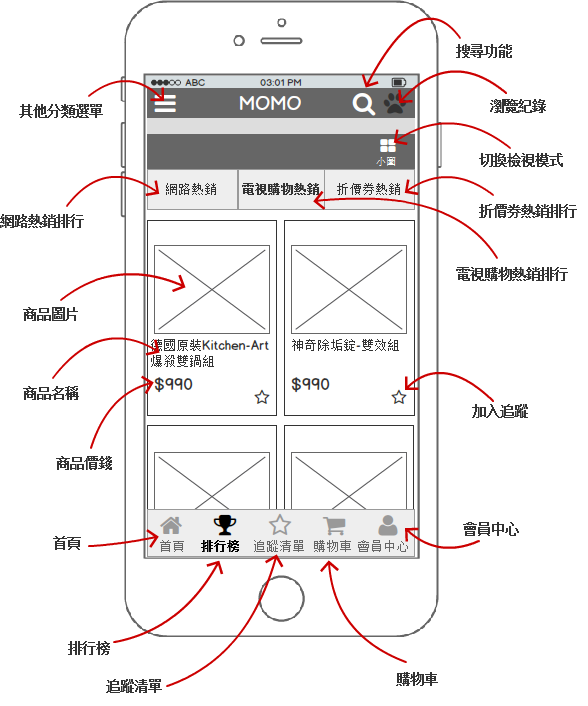 搜尋功能
ABC 03:01 PM
其他分類選單
MOMO
瀏覽紀錄
小圖
切換檢視模式
網路熱銷 電視購物熱銷 折價券熱銷
網路熱銷排行
折價券熱銷排行
電視購物熱銷排行
商品圖片
德國原裝Kitchen-Art
爆殺雙鍋組
神奇除垢錠-雙效組
商品名稱
$990
$990
加入追蹤
商品價錢
首頁
首頁 排行榜 追蹤清單 購物車 會員中心
會員中心
排行榜
追蹤清單
購物車